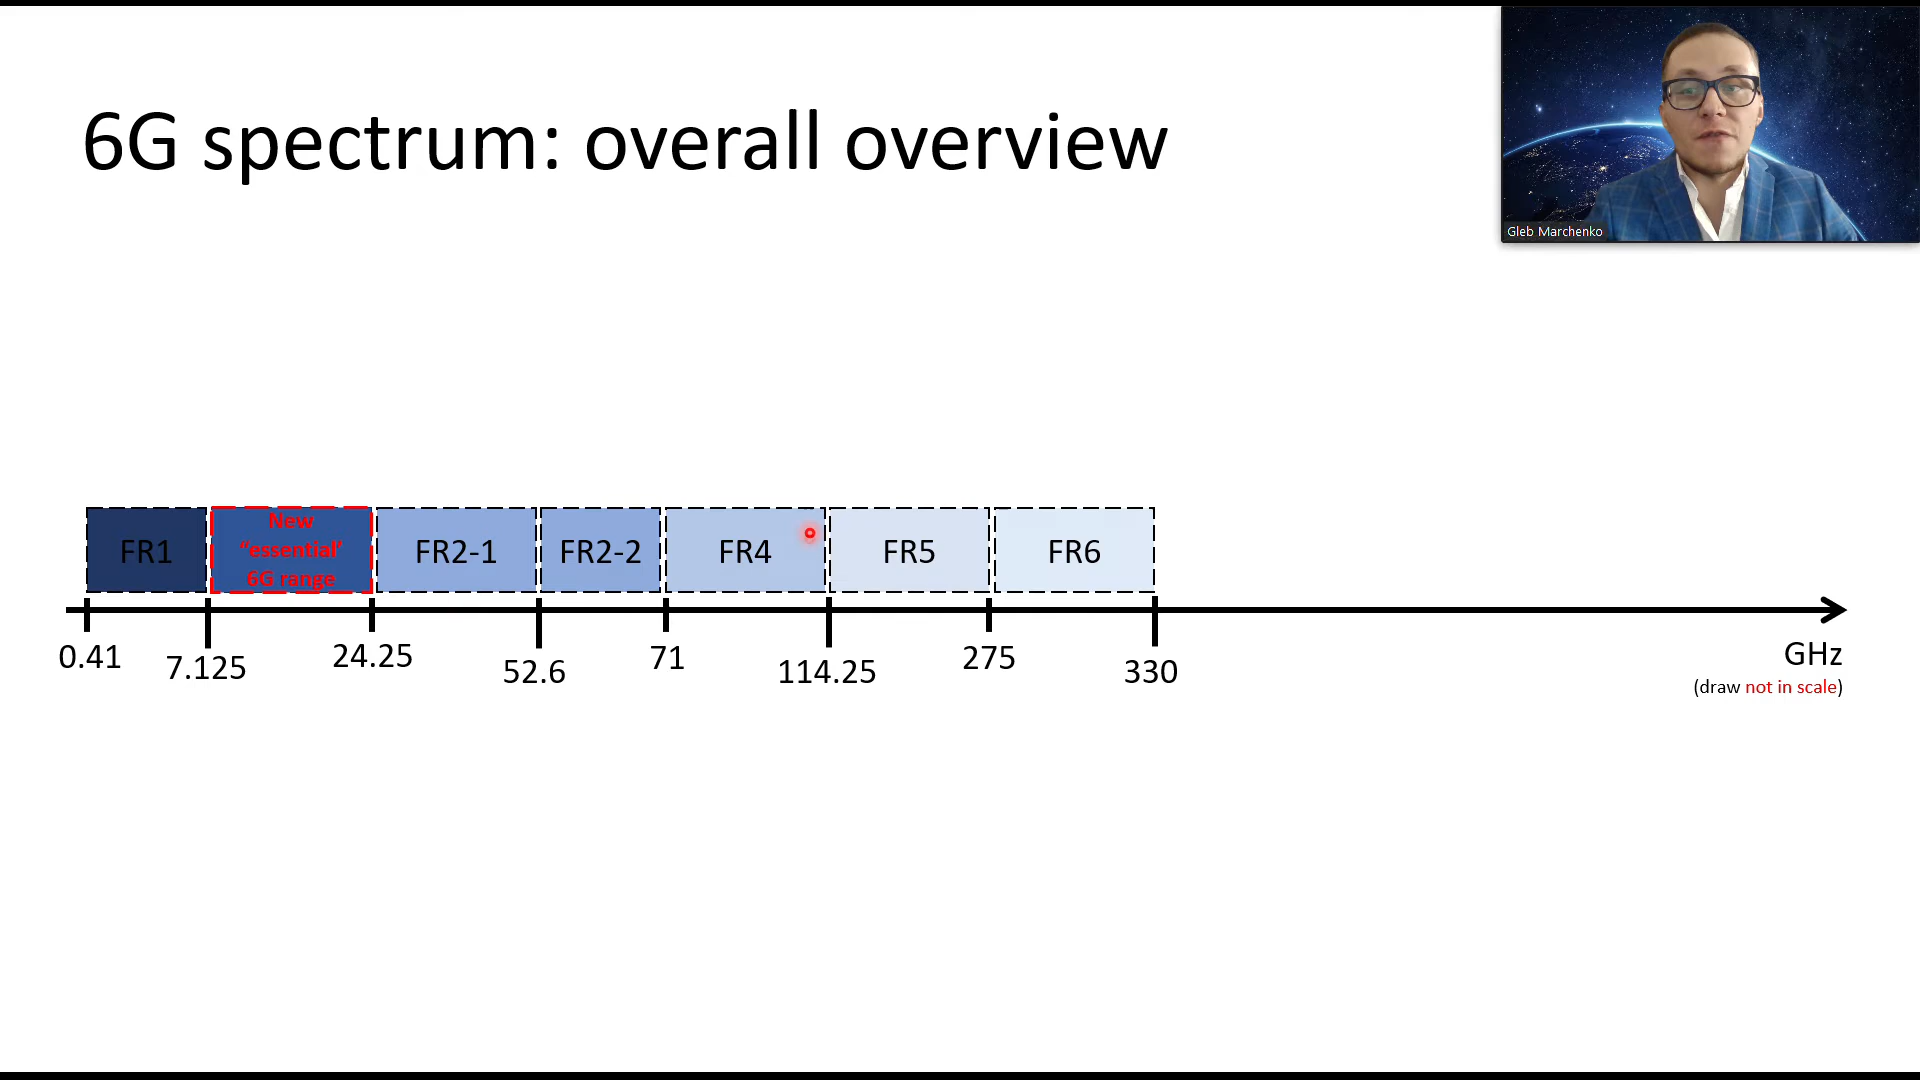 6G spectrum: overall overview
Gleb Marchenko
FR1
New
“essential’
6G range
FR2-1
FR2-2
FR4
FR5
FR6
0.41
7.125
24.25
52.6
71
114.25
275
330
GHz
(draw not in scale)